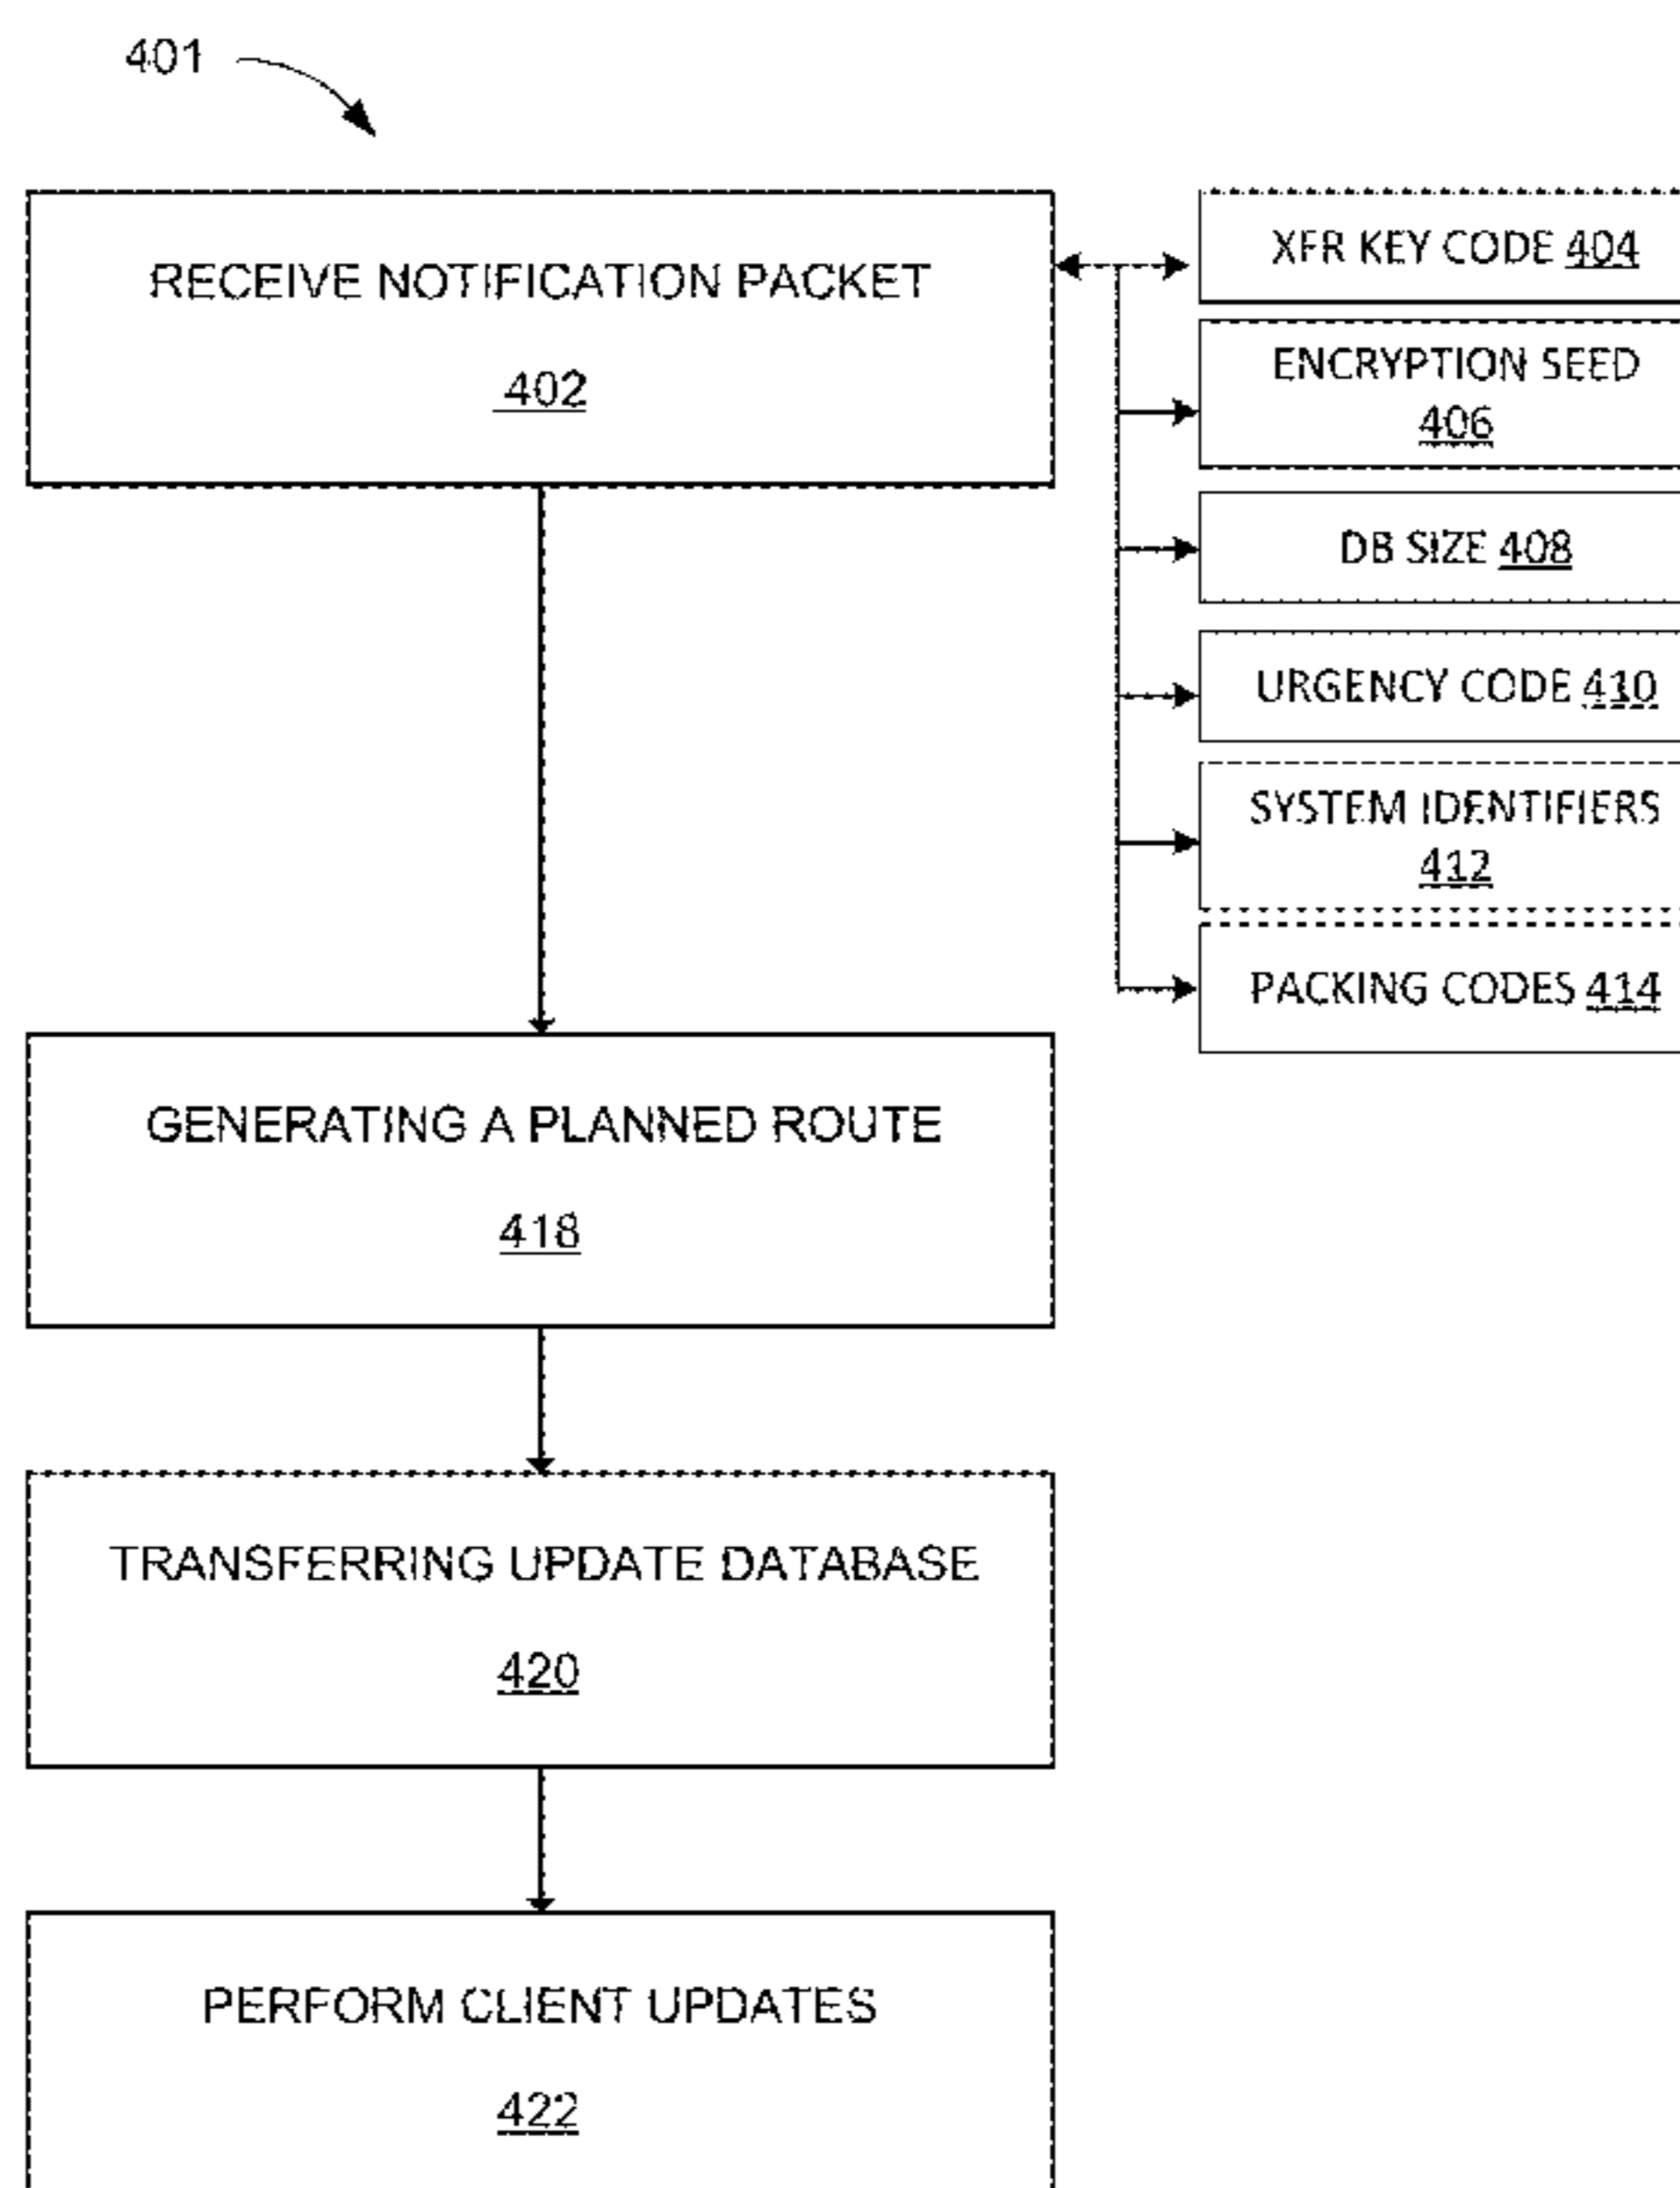 401
RECEIVE NOTIFICATION PACKET
402
XFR KEY CODE 404
ENCRYPTION SEED
406
DB SIZE 408
URGENCY CODE 410
SYSTEM IDENTIFIERS
412
PACKING CODES 414
GENERATING A PLANNED ROUTE
418
TRANSFERRING UPDATE DATABASE
420
PERFORM CLIENT UPDATES
422